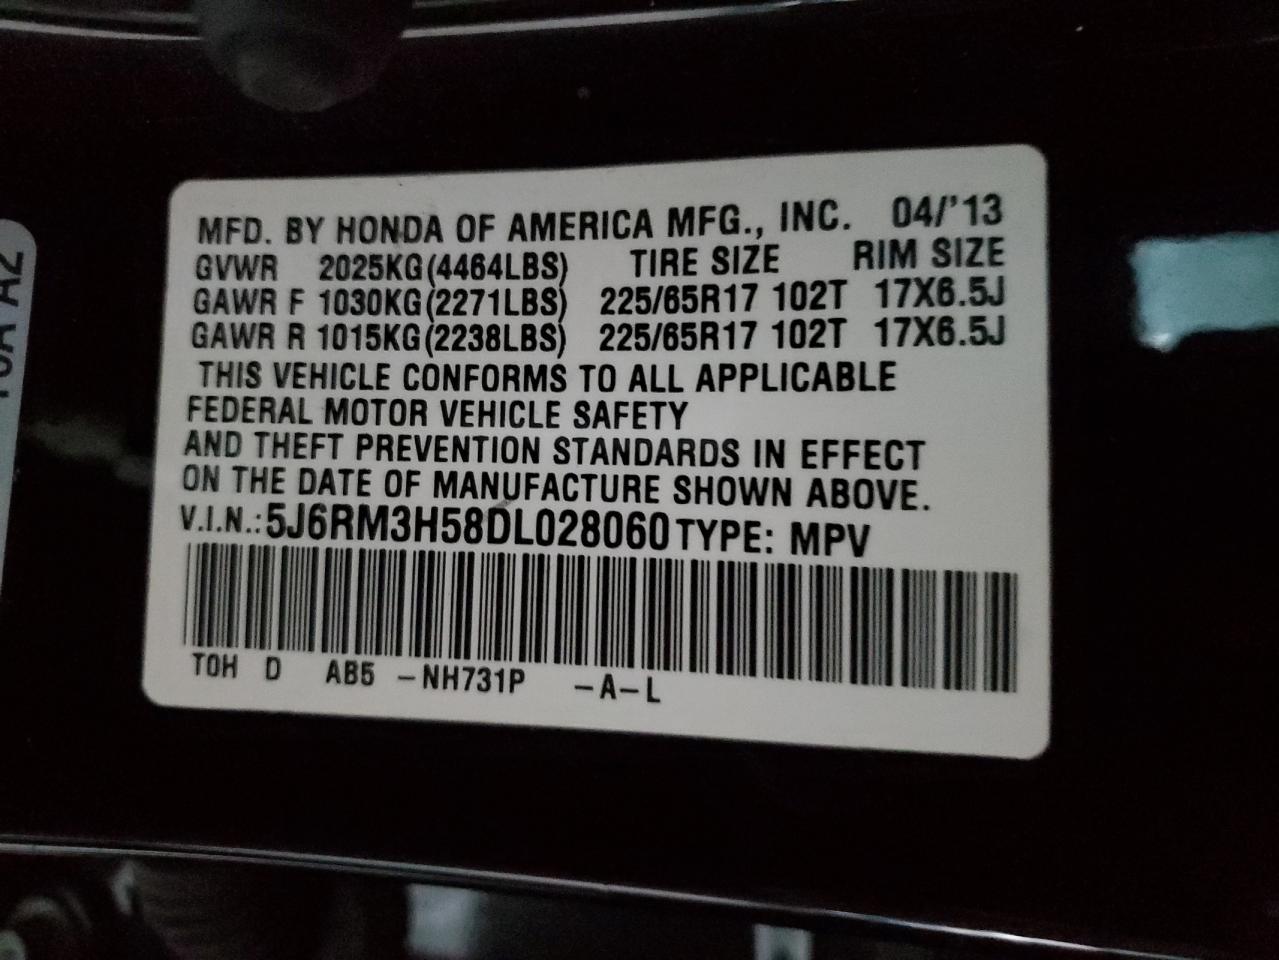 MFD. BY HONDA OF AMERICA MFG., INC. 04/'13
GVWR 2025KG(4464LBS) TIRE SIZE RIM SIZE
GAWR F 1030KG(2271LBS) 225/65R17 102T 17X6.5J
GAWR R 1015KG(2238LBS) 225/65R17 102T 17X6.5J
THIS VEHICLE CONFORMS TO ALL APPLICABLE
FEDERAL MOTOR VEHICLE SAFETY
AND THEFT PREVENTION STANDARDS IN EFFECT
ON THE DATE OF MANUFACTURE SHOWN ABOVE.
V.I.N.:5J6RM3H58DL028060 TYPE: MPV
TOH D AB5 -NH731P -A-L
A2